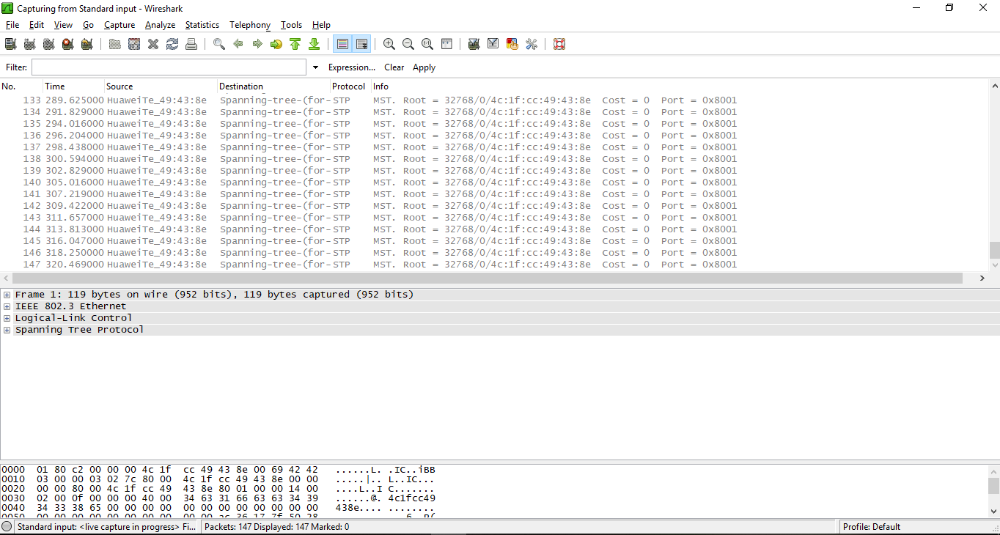 Capturing from Standard input - Wireshark
File Edit View Go Capture Analyze Statistics Telephony Tools Help
Filter: Expression... Clear Apply
No. Time Source Destination Protocol Info
133 289.625000 HuaweiTe_49:43:8e Spanning-tree-(for- STP MST. Root = 32768/0/4c:1f:cc:49:43:8e Cost = 0 Port = 0x8001
134 291.829000 HuaweiTe_49:43:8e Spanning-tree-(for- STP MST. Root = 32768/0/4c:1f:cc:49:43:8e Cost = 0 Port = 0x8001
135 294.016000 HuaweiTe_49:43:8e Spanning-tree-(for- STP MST. Root = 32768/0/4c:1f:cc:49:43:8e Cost = 0 Port = 0x8001
136 296.204000 HuaweiTe_49:43:8e Spanning-tree-(for- STP MST. Root = 32768/0/4c:1f:cc:49:43:8e Cost = 0 Port = 0x8001
137 298.438000 HuaweiTe_49:43:8e Spanning-tree-(for- STP MST. Root = 32768/0/4c:1f:cc:49:43:8e Cost = 0 Port = 0x8001
138 300.594000 HuaweiTe_49:43:8e Spanning-tree-(for- STP MST. Root = 32768/0/4c:1f:cc:49:43:8e Cost = 0 Port = 0x8001
139 302.829000 HuaweiTe_49:43:8e Spanning-tree-(for- STP MST. Root = 32768/0/4c:1f:cc:49:43:8e Cost = 0 Port = 0x8001
140 305.016000 HuaweiTe_49:43:8e Spanning-tree-(for- STP MST. Root = 32768/0/4c:1f:cc:49:43:8e Cost = 0 Port = 0x8001
141 307.219000 HuaweiTe_49:43:8e Spanning-tree-(for- STP MST. Root = 32768/0/4c:1f:cc:49:43:8e Cost = 0 Port = 0x8001
142 309.422000 HuaweiTe_49:43:8e Spanning-tree-(for- STP MST. Root = 32768/0/4c:1f:cc:49:43:8e Cost = 0 Port = 0x8001
143 311.657000 HuaweiTe_49:43:8e Spanning-tree-(for- STP MST. Root = 32768/0/4c:1f:cc:49:43:8e Cost = 0 Port = 0x8001
144 313.813000 HuaweiTe_49:43:8e Spanning-tree-(for- STP MST. Root = 32768/0/4c:1f:cc:49:43:8e Cost = 0 Port = 0x8001
145 316.047000 HuaweiTe_49:43:8e Spanning-tree-(for- STP MST. Root = 32768/0/4c:1f:cc:49:43:8e Cost = 0 Port = 0x8001
146 318.250000 HuaweiTe_49:43:8e Spanning-tree-(for- STP MST. Root = 32768/0/4c:1f:cc:49:43:8e Cost = 0 Port = 0x8001
147 320.469000 HuaweiTe_49:43:8e Spanning-tree-(for- STP MST. Root = 32768/0/4c:1f:cc:49:43:8e Cost = 0 Port = 0x8001
Frame 1: 119 bytes on wire (952 bits), 119 bytes captured (952 bits)
IEEE 802.3 Ethernet
Logical-Link Control
Spanning Tree Protocol
0000 01 80 c2 00 00 00 4c 1f cc 49 43 8e 00 69 42 42 ......L. .IC..iBB
0010 03 00 00 03 02 7c 80 00 4c 1f cc 49 43 8e 00 00 .....|.. L..IC...
0020 00 00 80 00 4c 1f cc 49 43 8e 80 01 00 00 14 00 ....L..I C.......
0030 02 00 0f 00 00 00 40 00 34 63 31 66 63 63 34 39 ......@. 4c1fcc49
0040 34 33 38 65 00 00 00 00 00 00 00 00 00 00 00 00 438e.... ........
0050 00 00 00 00 00 00 ac 36 17 7f 50 28
Standard input: <live capture in progress> Fi... Packets: 147 Displayed: 147 Marked: 0 Profile: Default